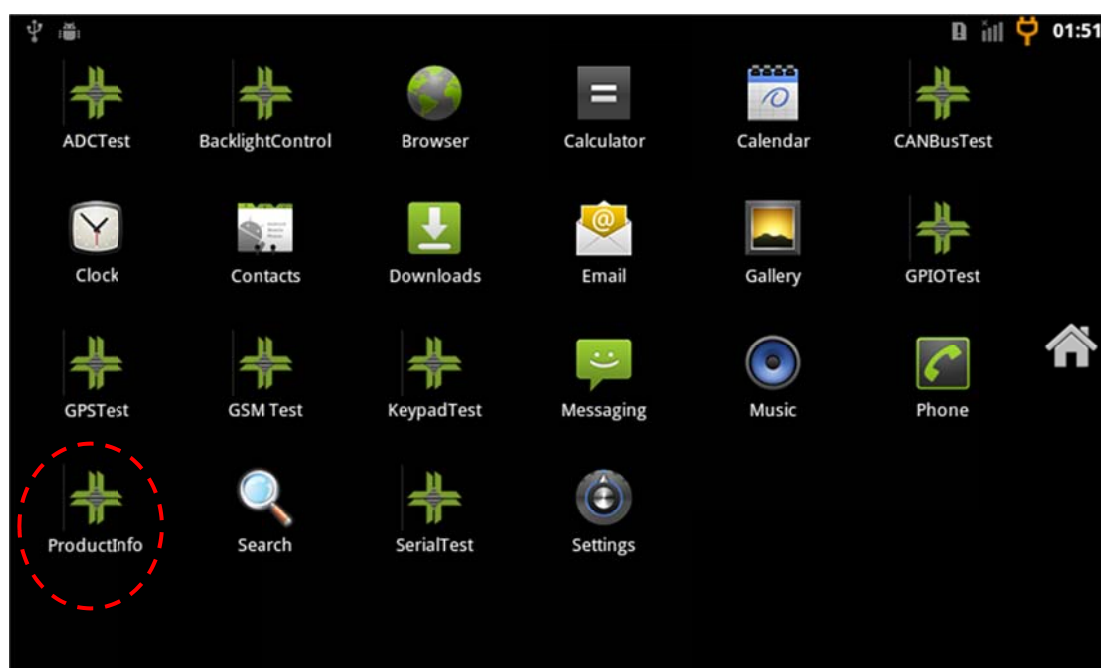 01:51
ADCTest BacklightControl Browser Calculator Calendar CANBusTest
Clock Contacts Downloads Email Gallery GPIOTest
GPSTest GSM Test KeypadTest Messaging Music Phone
ProductInfo Search SerialTest Settings